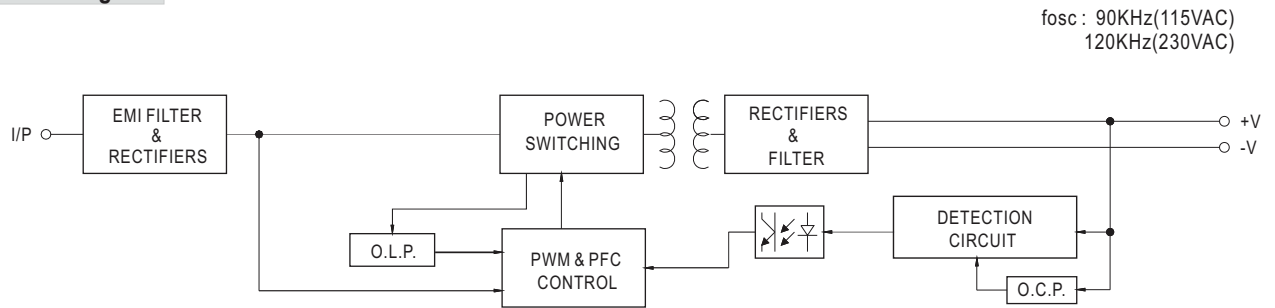 fosc : 90KHz(115VAC)
120KHz(230VAC)
I/P
EMI FILTER
&
RECTIFIERS
POWER
SWITCHING
RECTIFIERS
&
FILTER
+V
-V
O.L.P.
PWM & PFC
CONTROL
DETECTION
CIRCUIT
O.C.P.